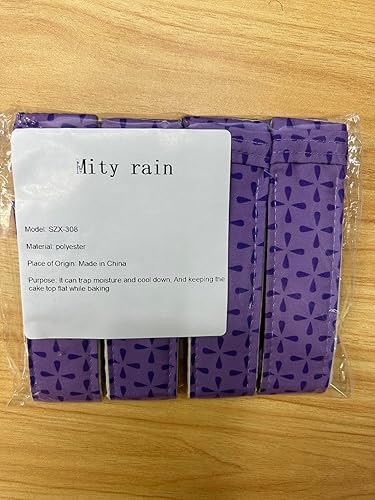 Mity rain
Model: SZX-308
Material: polyester
Place of Origin: Made in China
Purpose: It can trap moisture and cool down, And keeping the
cake top flat while baking